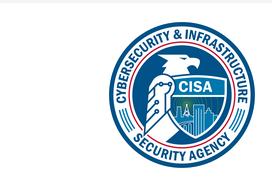 CYBERSECURITY & INFRASTRUCTURE
CISA
SECURITY AGENCY